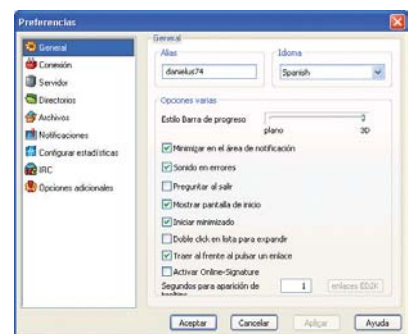 Preferencias
General
Conexión
Servidor
Directorios
Archivos
Notificaciones
Configurar estadísticas
IRC
Opciones adicionales
General
Alias
danielus74
Idioma
Spanish
Opciones varias
Estilo Barra de progreso
plano
3D
Minimizar en el área de notificación
Sonido en errores
Preguntar al salir
Mostrar pantalla de inicio
Iniciar minimizado
Doble click en lista para expandir
Traer al frente al pulsar un enlace
Activar Online-Signature
Segundos para aparición de
1
enlaces ED2K
Aceptar
Cancelar
Aplicar
Ayuda